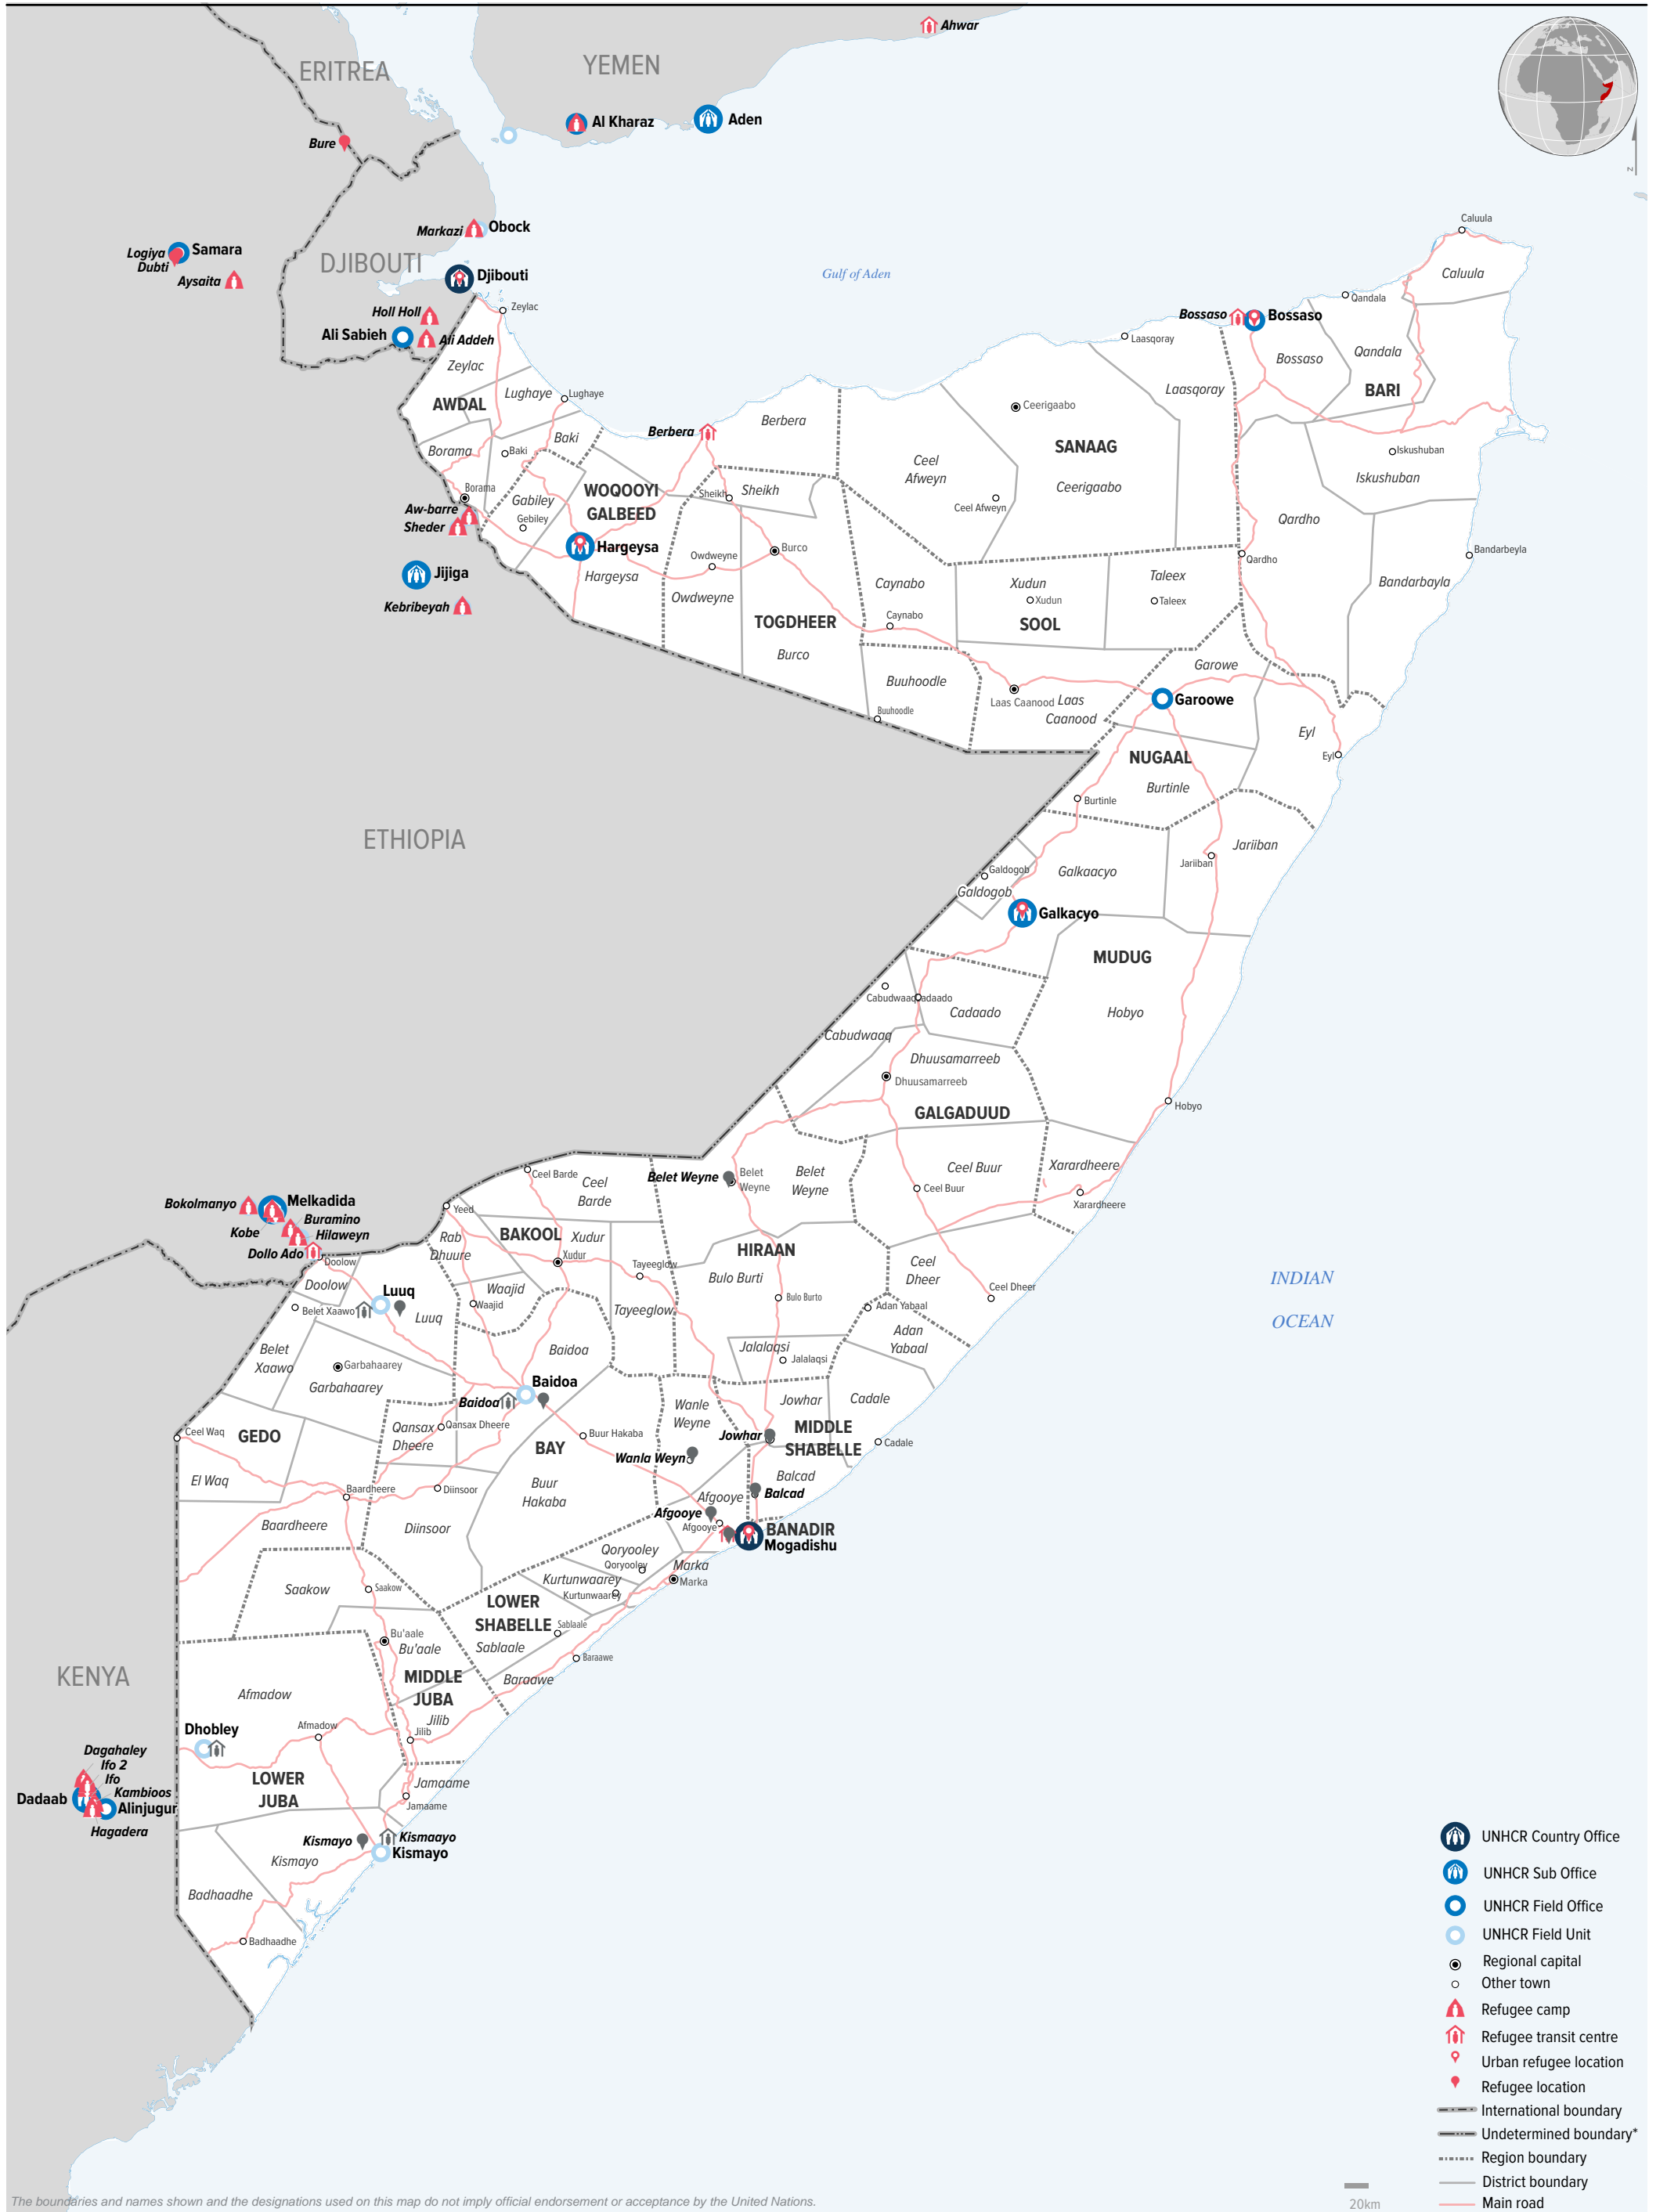 Ahwar
ERITREA
YEMEN
Al Kharaz
Aden
Bure
Markazi
Obock
Logiya
Samara
Dubti
Aysaita
DJIBOUTI
Djibouti
Gulf of Aden
N
Caluula
Caluula
Qandala
Holl Holl
Zeylac
Ali Sabieh
Ali Addeh
Bossaso
Bossaso
Laasqoray
Bossaso
Qandala
BARI
Zeylac
Lughaye
Lughaye
AWDAL
Laasqoray
Ceerigaabo
Berbera
Berbera
Borama
Baki
Baki
SANAAG
Iskushuban
Iskushuban
Ceel
Afweyn
Ceerigaabo
Ceel Afweyn
Borama
Gabiley
Gebiley
WOQOOYI
GALBEED
Sheikh
Sheikh
Aw-barre
Sheder
Qardho
Hargeysa
Hargeysa
Owdweyne
Burco
Qardho
Bandarbeyla
Jijiga
Kebribeyah
Owdweyne
Caynabo
Caynabo
Xudun
Xudun
Taleex
Taleex
Bandarbayla
TOGDHEER
SOOL
Burco
Garowe
Buuhoodle
Buuhoodle
Laas Caanood
Laas
Caanood
Garoowe
Eyl
Eyl
NUGAAL
Burtinle
Burtinle
ETHIOPIA
Jariiban
Jariiban
Galdogob
Galdogob
Galkaacyo
Galkacyo
MUDUG
Cabudwaaq
Cadaado
Hobyo
Cabudwaaq
Dhuusamarreeb
Dhuusamarreeb
GALGADUUD
Hobyo
Belet Weyne
Belet
Weyne
Belet
Weyne
Ceel Buur
Ceel Buur
Xarardheere
Xarardheere
Ceel Barde
Ceel
Barde
Bokolmanyo
Melkadida
Buramino
Kobe
Hilaweyn
Dollo Ado
Doolow
Doolow
Yeed
Rab
Dhuure
BAKOOL
Xudur
Xudur
Tayeeglow
Tayeeglow
HIRAAN
Bulo Burti
Bulo Burto
Ceel
Dheer
Ceel Dheer
INDIAN
OCEAN
Luuq
Luuq
Belet Xaawo
Waajid
Waajid
Adan Yabaal
Adan
Yabaal
Belet
Xaawo
Garbahaarey
Garbahaarey
Baidoa
Jalalaqsi
Jalalaqsi
Baidoa
Baidoa
Wanle
Weyne
Jowhar
Cadale
Qansax
Dheere
Qansax Dheere
Ceel Waq
GEDO
BAY
Buur Hakaba
Jowhar
MIDDLE
SHABELLE
Cadale
Wanla Weyn
El Waq
Baardheere
Diinsoor
Buur
Hakaba
Balcad
Balcad
Afgooye
Afgooye
Afgooye
Baardheere
Diinsoor
BANADIR
Mogadishu
Qoryooley
Qoryooley
Marka
Marka
Saakow
Saakow
Kurtunwaarey
Kurtunwaarey
LOWER
SHABELLE
Sablaale
Sablaale
Bu'aale
Bu'aale
Baraawe
Baraawe
KENYA
MIDDLE
JUBA
Afmadow
Jilib
Dhobley
Afmadow
Jilib
Dagahaley
Ifo 2
Ifo
Kambioos
Dadaab
Alinjugur
Hagadera
LOWER
JUBA
Jamaame
Jamaame
Kismayo
Kismaayo
Kismayo
Kismayo
Badhaadhe
Badhaadhe
UNHCR Country Office
UNHCR Sub Office
UNHCR Field Office
UNHCR Field Unit
Regional capital
Other town
Refugee camp
Refugee transit centre
Urban refugee location
Refugee location
International boundary
Undetermined boundary*
Region boundary
District boundary
Main road
20km
The boundaries and names shown and the designations used on this map do not imply official endorsement or acceptance by the United Nations.